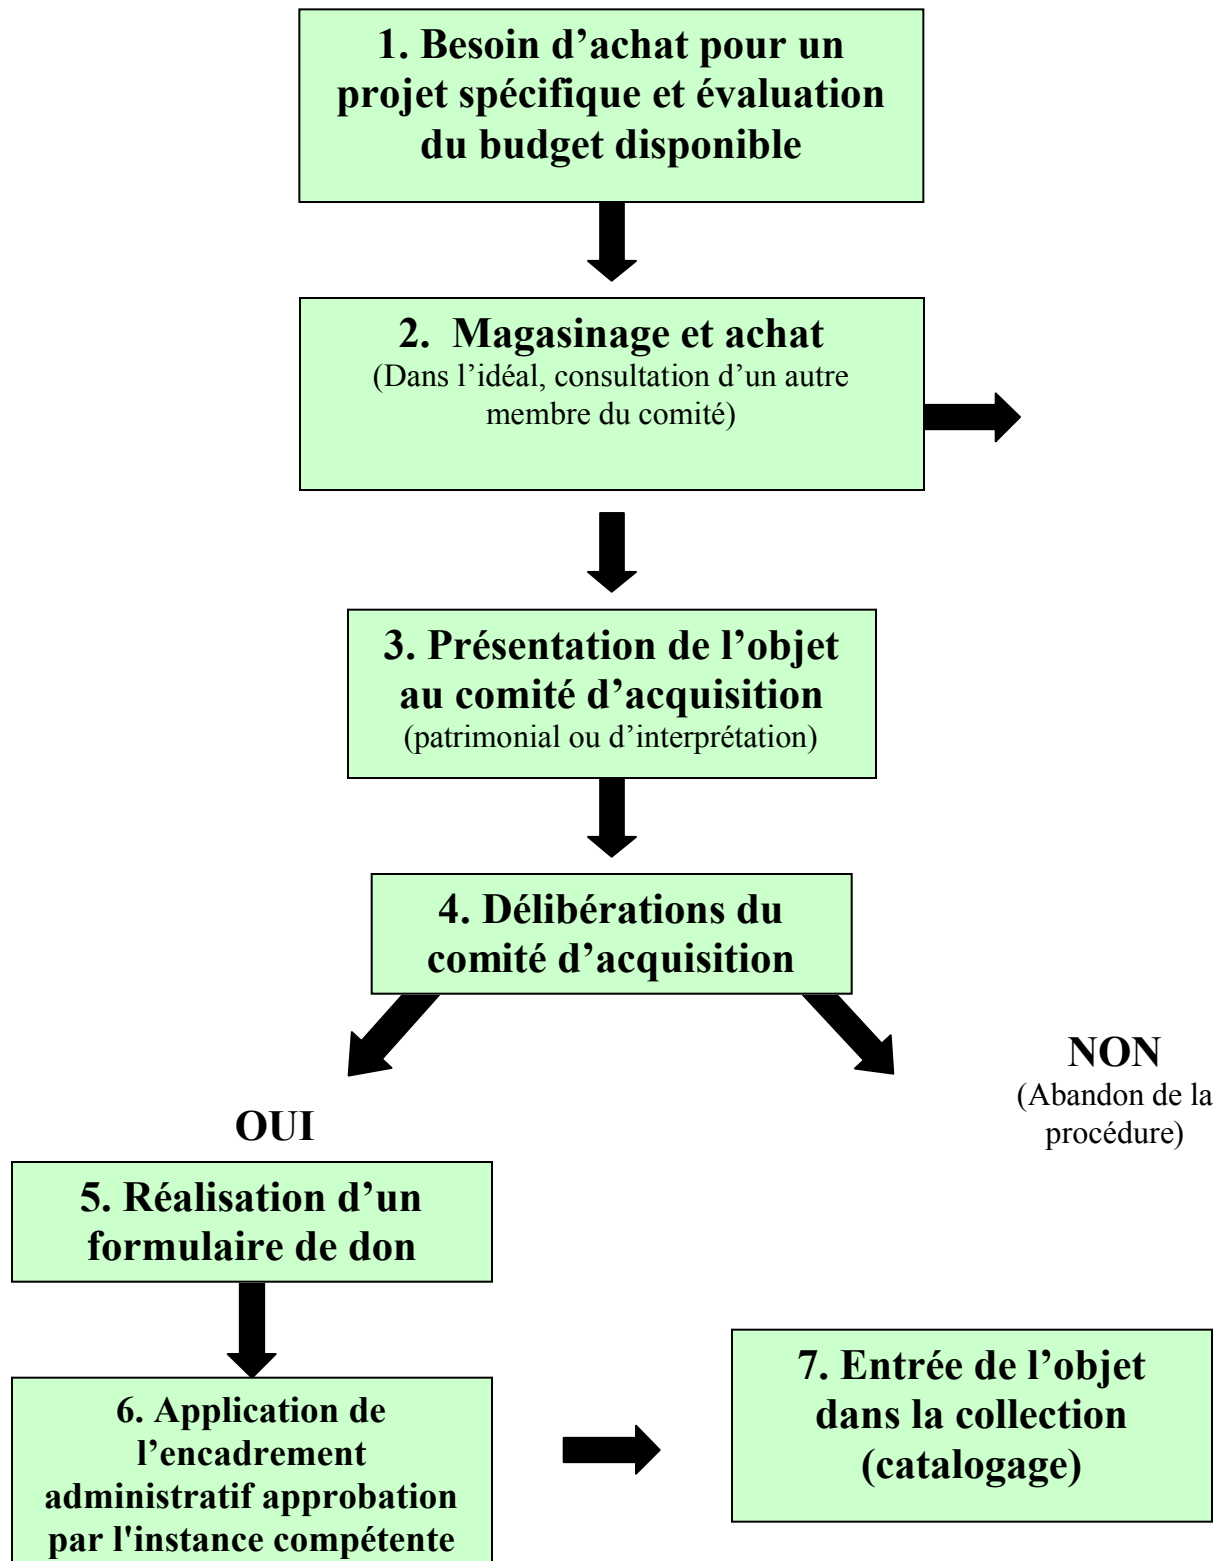 1. Besoin d’achat pour un
projet spécifique et évaluation
du budget disponible
2.  Magasinage et achat
(Dans l’idéal, consultation d’un autre
membre du comité)
3. Présentation de l’objet
au comité d’acquisition
(patrimonial ou d’interprétation)
4. Délibérations du
comité d’acquisition
NON
(Abandon de la
procédure)
OUI
5. Réalisation d’un
formulaire de don
6. Application de
l’encadrement
administratif approbation
par l'instance compétente
7. Entrée de l’objet
dans la collection
(catalogage)